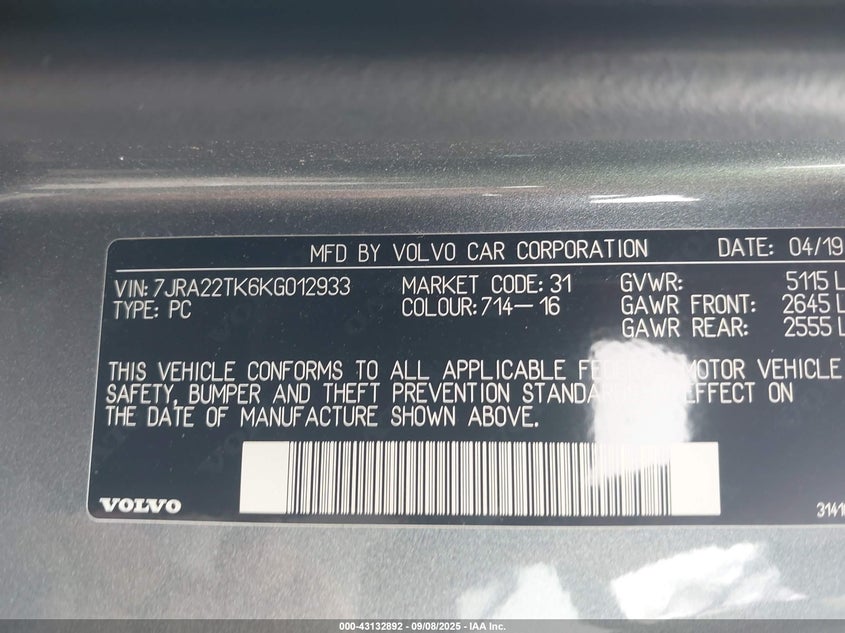 MFD BY VOLVO CAR CORPORATION DATE: 04/19
VIN: 7JRA22TK6KG012933 MARKET CODE: 31 GVWR: 5115 L
TYPE: PC COLOUR: 714-16 GAWR FRONT: 2645 L
GAWR REAR: 2555 L
THIS VEHICLE CONFORMS TO ALL APPLICABLE MOTOR VEHICLE
SAFETY, BUMPER AND THEFT PREVENTION EFFECT ON
THE DATE OF MANUFACTURE SHOWN ABOVE.
VOLVO
3141
000-43132892 - 09/08/2025 - IAA Inc.